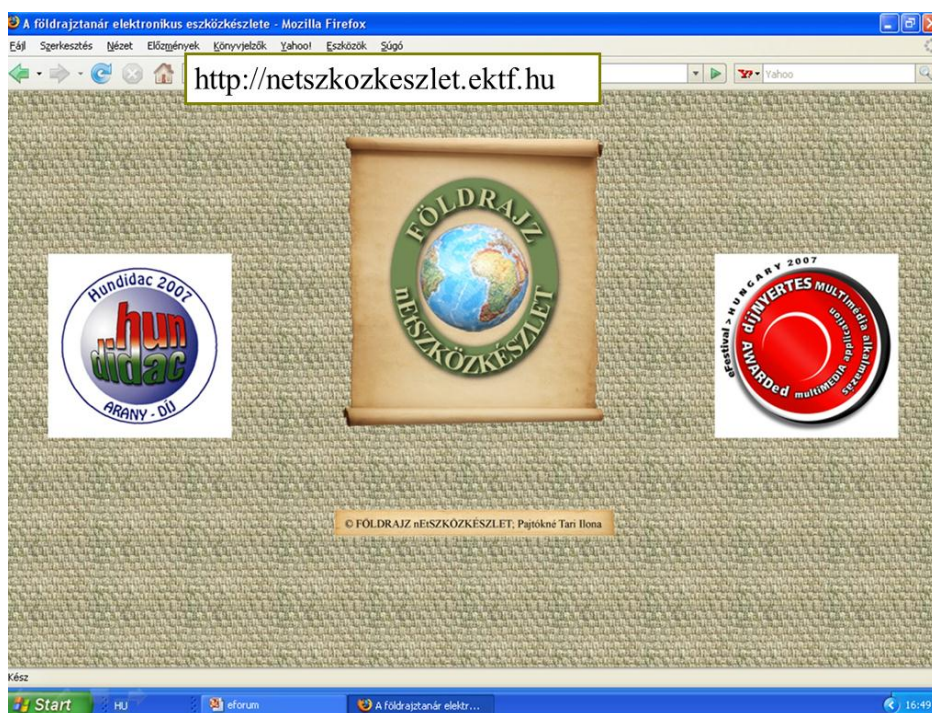 A földrajztanár elektronikus eszközkészlete - Mozilla Firefox
Fájl Szerkesztés Nézet Előzmények Könyvjelzők Yahoo! Eszközök Súgó
http://netszkozkeszlet.ektf.hu
Yahoo
FÖLDRAJZ
nEtSZKÖZKÉSZLET
Hundidac 2007
hun
didac
ARANY - DÍJ
eFestival > HUNGARY 2007
díjNYERTES MULTImédia alkalmazás
AWARDed multiMEDIA application
© FÖLDRAJZ nEtSZKÖZKÉSZLET; Pajtókné Tari Ilona
Kész
Start
HU
eforum
A földrajztanár elektr...
16:49